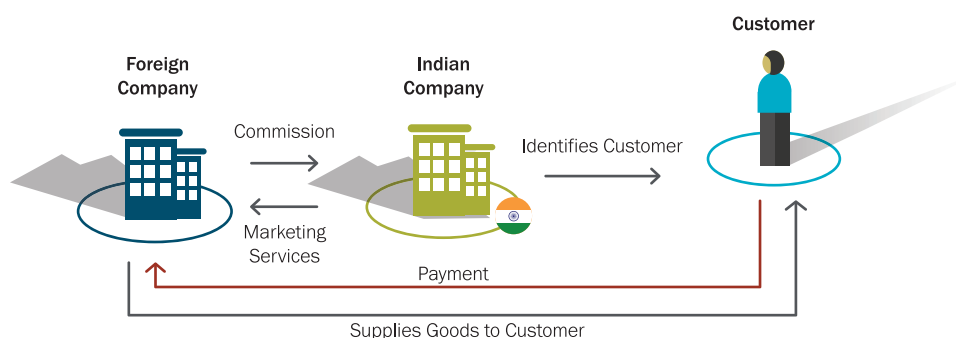 Customer
Foreign
Company
Indian
Company
Commission
Identifies Customer
Marketing
Services
Payment
Supplies Goods to Customer